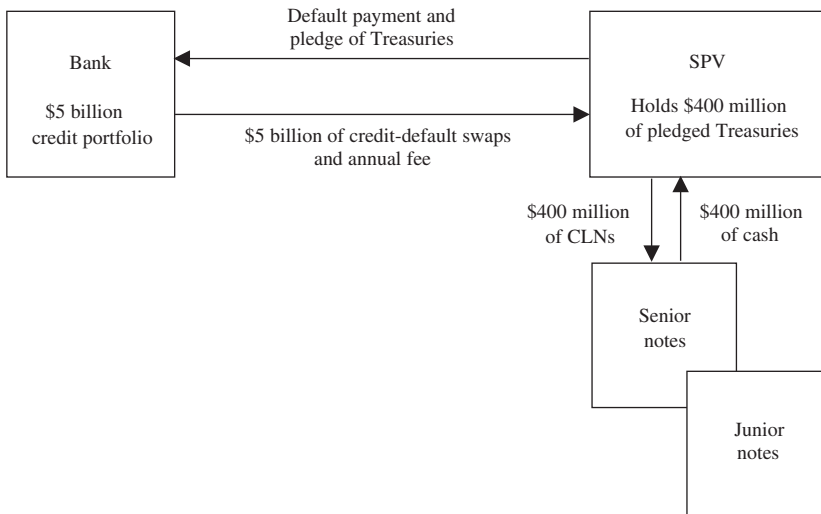 Default payment and
pledge of Treasuries
Bank
$5 billion
credit portfolio
SPV
Holds $400 million
of pledged Treasuries
$5 billion of credit-default swaps
and annual fee
$400 million
of CLNs
$400 million
of cash
Senior
notes
Junior
notes